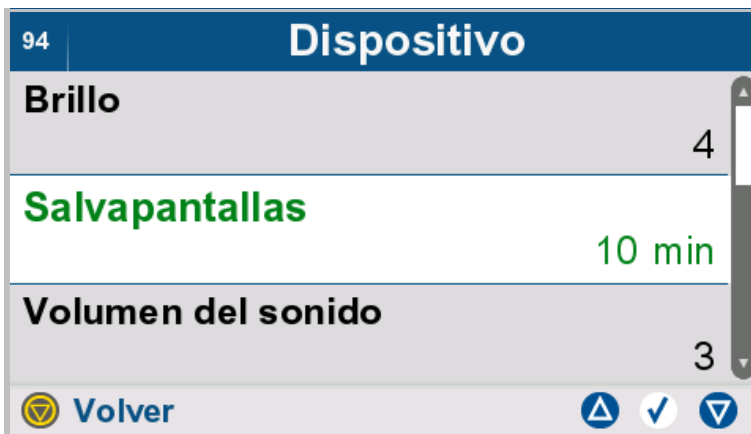 94
Dispositivo
Brillo
4
Salvapantallas
10 min
Volumen del sonido
3
Volver